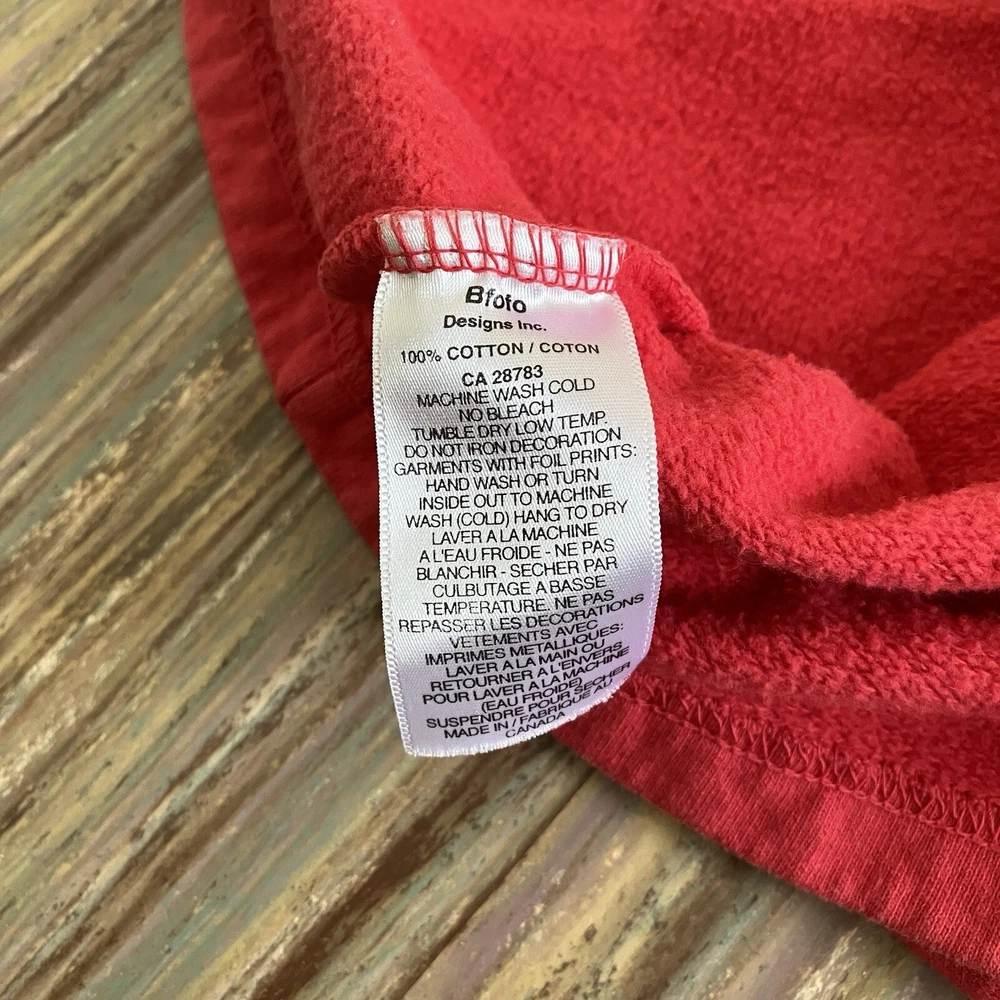 Bfofo
Designs Inc.
100% COTTON / COTON
CA 28783
MACHINE WASH COLD
NO BLEACH
TUMBLE DRY LOW TEMP.
DO NOT IRON DECORATION
GARMENTS WITH FOIL PRINTS:
HAND WASH OR TURN
INSIDE OUT TO MACHINE
WASH (COLD) HANG TO DRY
LAVER A LA MACHINE
A L'EAU FROIDE - NE PAS
BLANCHIR - SECHER PAR
CULBUTAGE A BASSE
TEMPERATURE. NE PAS
REPASSER LES DECORATIONS
VETEMENTS AVEC
IMPRIMES METALLIQUES:
LAVER A LA MAIN OU
RETOURNER A L'ENVERS
POUR LAVER A LA MACHINE
(EAU FROIDE)
SUSPENDRE POUR SECHER
MADE IN / FABRIQUE AU
CANADA